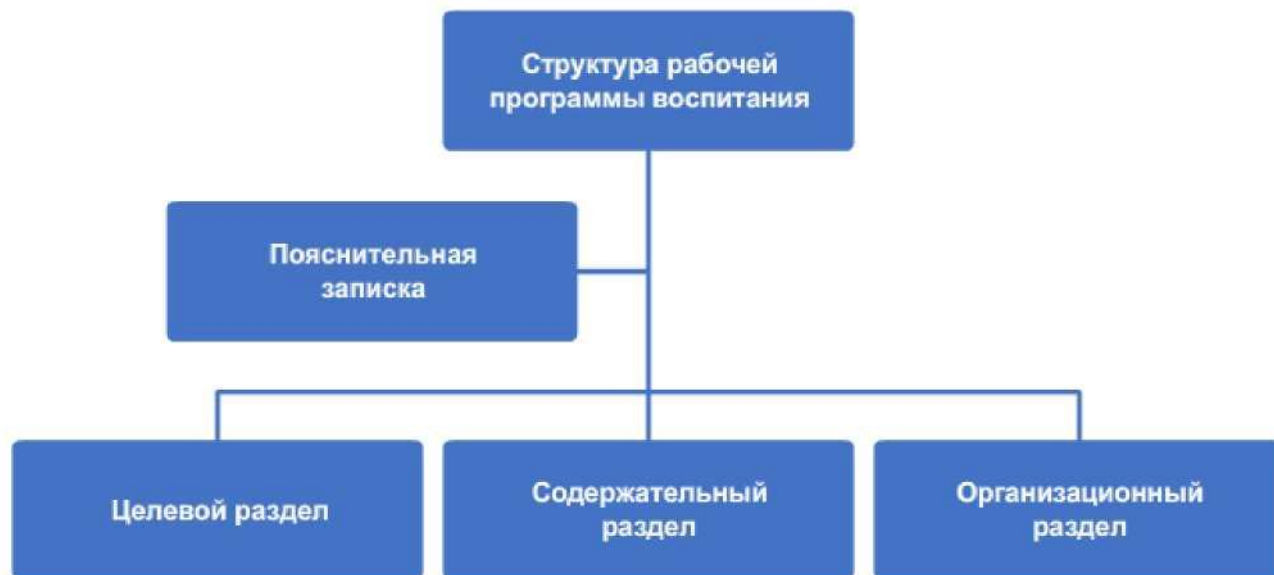 Структура рабочей
программы воспитания
Пояснительная
записка
Целевой раздел
Содержательный
раздел
Организационный
раздел